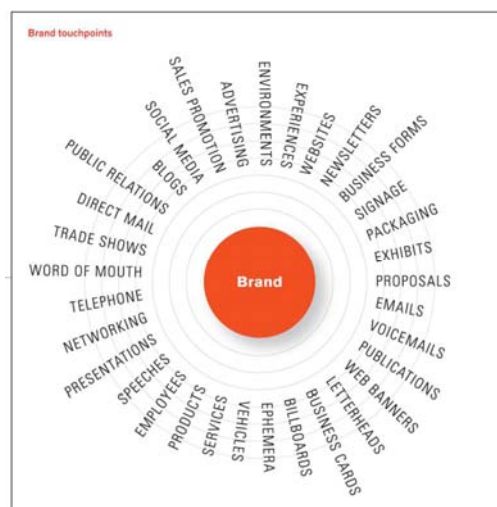 Brand touchpoints
ENVIRONMENTS
EXPERIENCES
WEBSITES
NEWSLETTERS
BUSINESS FORMS
SIGNAGE
PACKAGING
EXHIBITS
PROPOSALS
EMAILS
VOICEMAILS
PUBLICATIONS
WEB BANNERS
LETTERHEADS
BUSINESS CARDS
BILLBOARDS
EPHEMERA
VEHICLES
SERVICES
PRODUCTS
EMPLOYEES
SPEECHES
PRESENTATIONS
NETWORKING
TELEPHONE
WORD OF MOUTH
TRADE SHOWS
DIRECT MAIL
PUBLIC RELATIONS
BLOGS
SOCIAL MEDIA
SALES PROMOTION
ADVERTISING
Brand